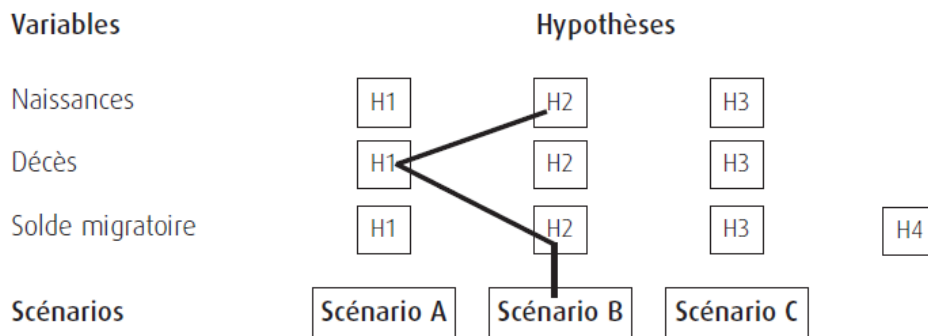 Variables Hypothèses
Naissances H1 H2 H3
Décès H1 H2 H3
Solde migratoire H1 H2 H3 H4
Scénarios Scénario A Scénario B Scénario C